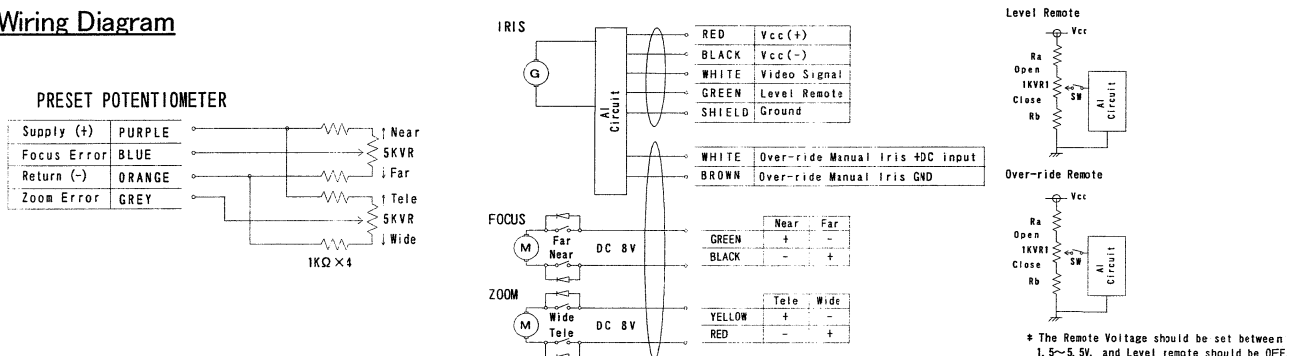 Wiring Diagram
PRESET POTENTIOMETER
Supply (+) PURPLE
Focus Error BLUE
Return (-) ORANGE
Zoom Error GREY
↑ Near
5KVR
↓ Far
↑ Tele
5KVR
↓ Wide
1KΩ×4
IRIS
G
AI Circuit
RED Vcc(+)
BLACK Vcc(-)
WHITE Video Signal
GREEN Level Remote
SHIELD Ground
WHITE Over-ride Manual Iris +DC input
BROWN Over-ride Manual Iris GND
FOCUS
M
Far
Near
DC 8V
Near Far
GREEN + -
BLACK - +
ZOOM
M
Wide
Tele
DC 8V
Tele Wide
YELLOW + -
RED - +
Level Remote
Vcc
Ra
Open
1KVR1
Close
Rb
SW
AI Circuit
Over-ride Remote
Vcc
Ra
Open
1KVR1
Close
Rb
SW
AI Circuit
* The Remote Voltage should be set between
1.5~5.5V, and Level remote should be OFF